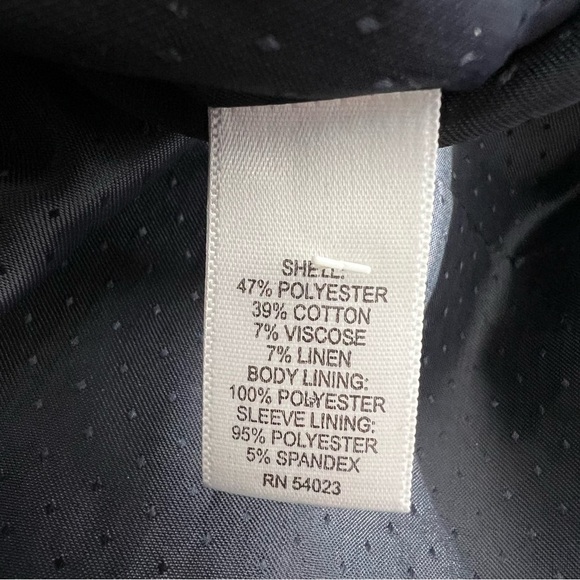 SHELL:
47% POLYESTER
39% COTTON
7% VISCOSE
7% LINEN
BODY LINING:
100% POLYESTER
SLEEVE LINING:
95% POLYESTER
5% SPANDEX
RN 54023